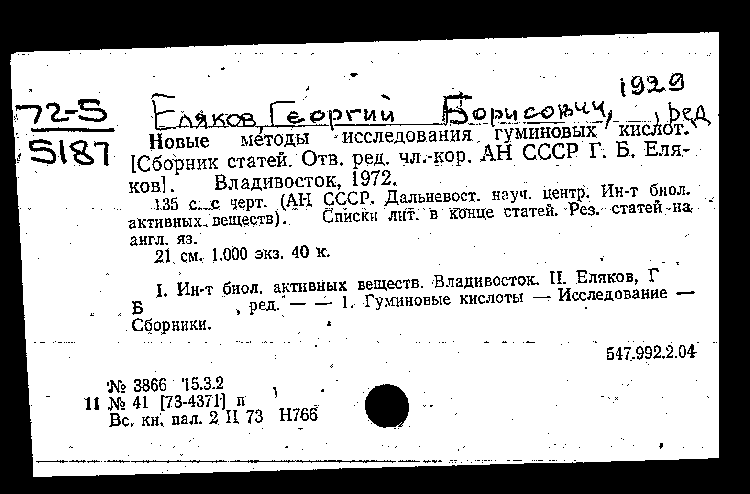 1929
72-5 Еляков, Георгий Борисович, , ред
5187 Новые методы исследования гуминовых кислот.
[Сборник статей. Отв. ред. чл.-кор. АН СССР Г. Б. Еля-
ков]. Владивосток, 1972.
135 с. с черт. (АН СССР. Дальневост. науч. центр. Ин-т биол.
активных веществ). Списки лит. в конце статей. Рез. статей на
англ. яз.
21 см. 1.000 экз. 40 к.
I. Ин-т биол. активных веществ. Владивосток. II. Еляков, Г
Б , ред. — — 1. Гуминовые кислоты — Исследование —
Сборники.
547.992.2.04
№ 3866 15.3.2
11 № 41 [73-4371] п
Вс. кн. пал. 2 II 73 Н766